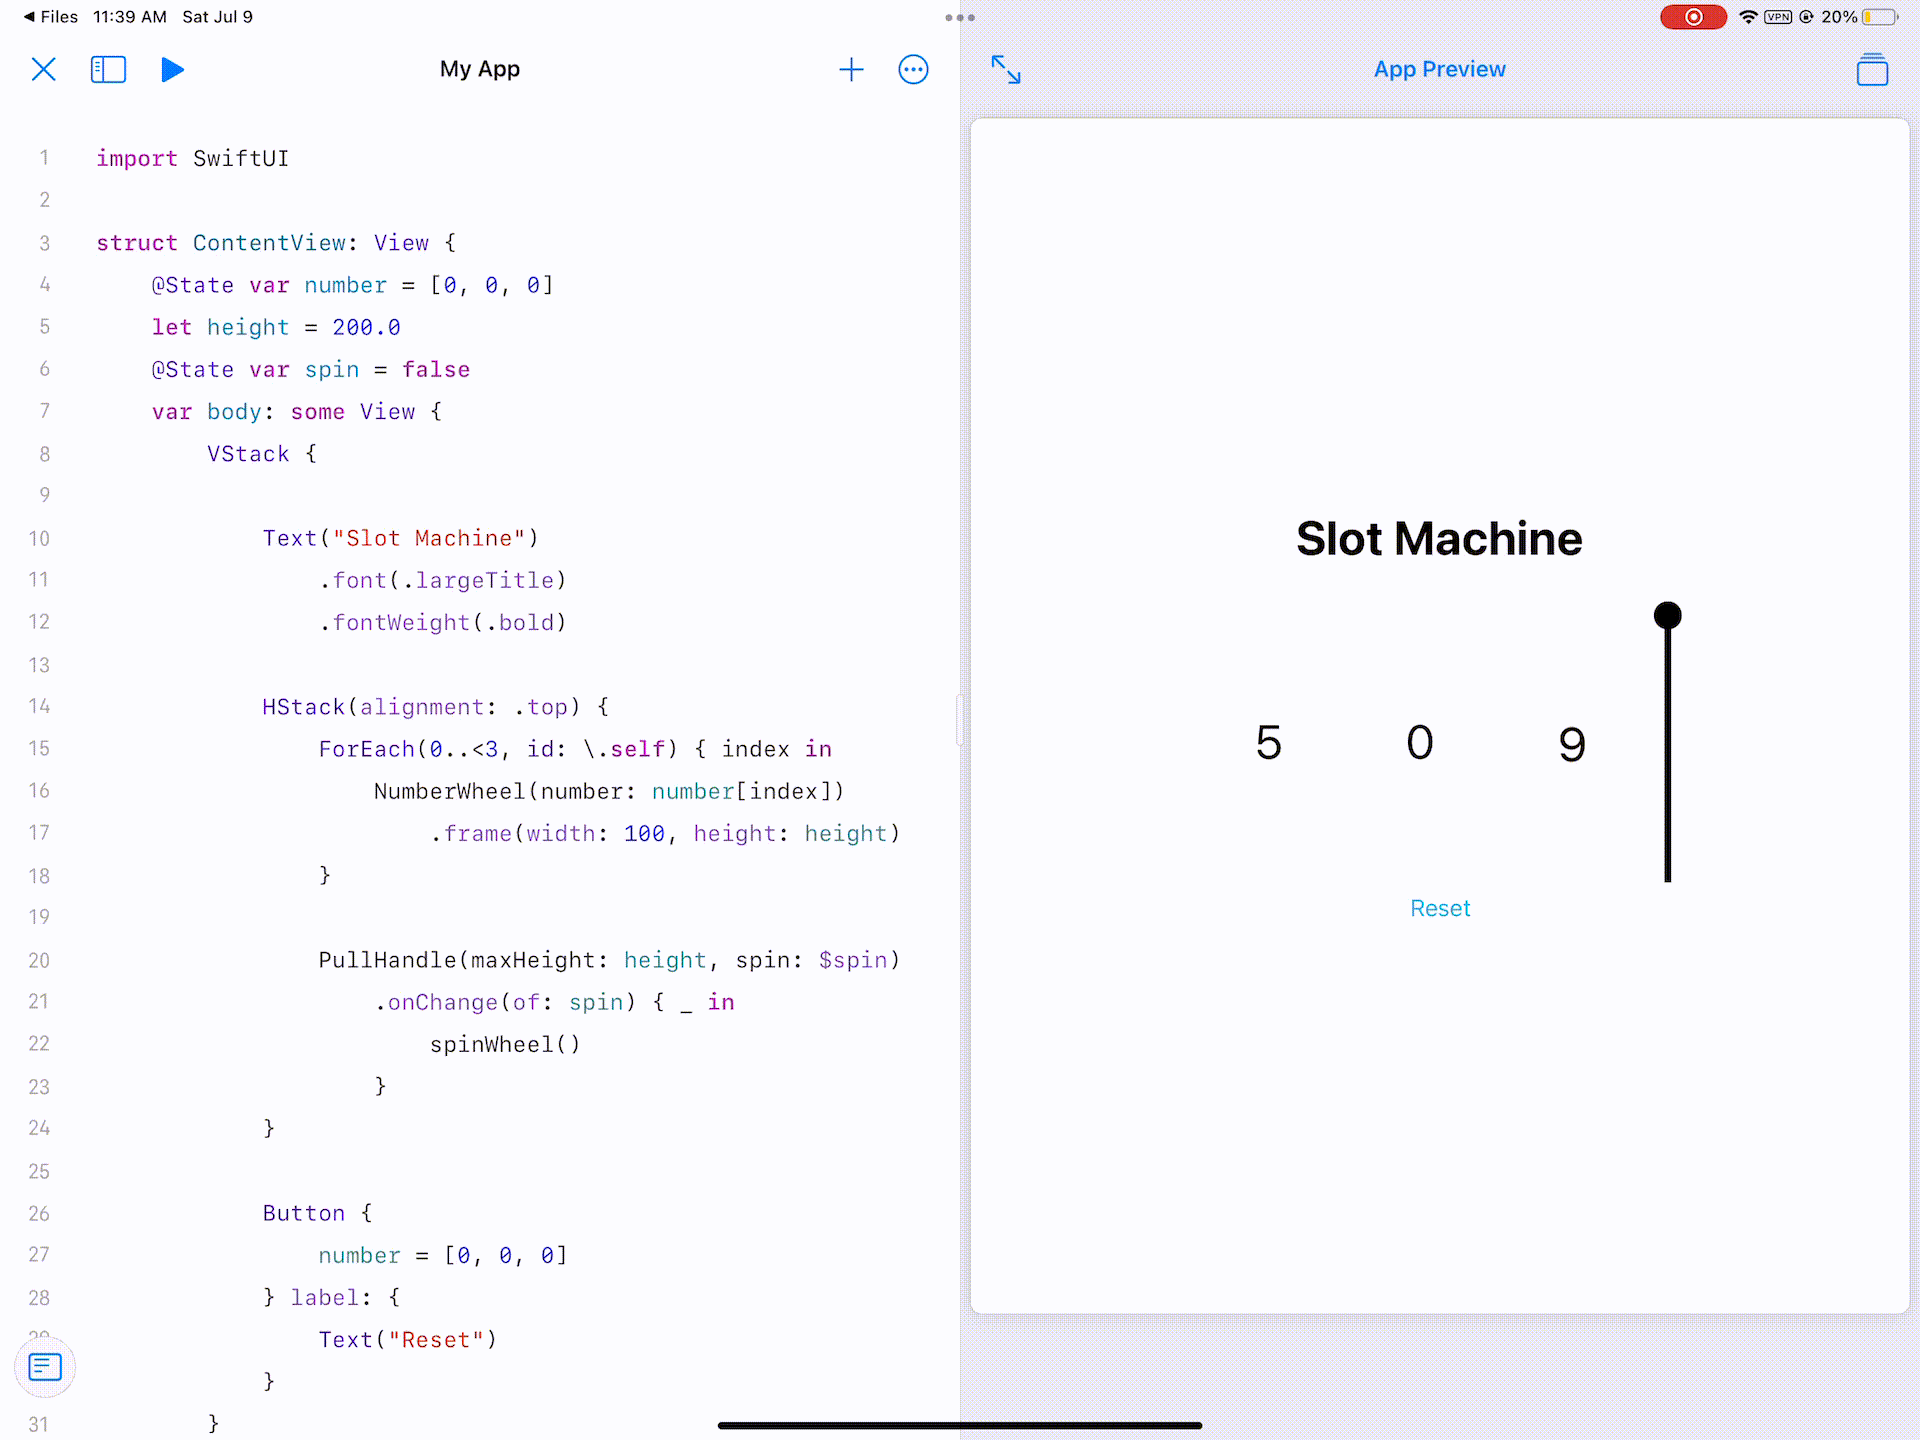 ◀ Files 11:39 AM Sat Jul 9
VPN 20%
My App
App Preview
1 import SwiftUI
2
3 struct ContentView: View {
4 @State var number = [0, 0, 0]
5 let height = 200.0
6 @State var spin = false
7 var body: some View {
8 VStack {
9
10 Text("Slot Machine")
11 .font(.largeTitle)
12 .fontWeight(.bold)
13
14 HStack(alignment: .top) {
15 ForEach(0..<3, id: \.self) { index in
16 NumberWheel(number: number[index])
17 .frame(width: 100, height: height)
18 }
19
20 PullHandle(maxHeight: height, spin: $spin)
21 .onChange(of: spin) { _ in
22 spinWheel()
23 }
24 }
25
26 Button {
27 number = [0, 0, 0]
28 } label: {
29 Text("Reset")
}
31 }
Slot Machine
5 0 9
Reset